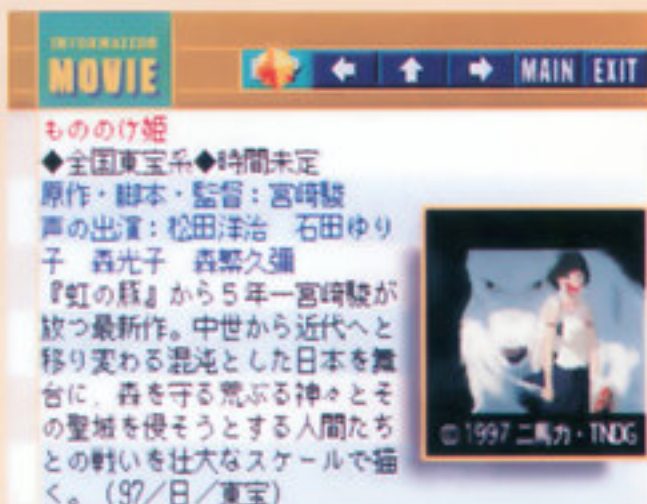 INFORMATION
MOVIE
MAIN EXIT
もののけ姫
◆全国東宝系◆時間未定
原作・脚本・監督：宮崎駿
声の出演：松田洋治　石田ゆり
子　森光子　森繁久彌
『虹の豚』から５年―宮崎駿が
放つ最新作。中世から近代へと
移り変わる混沌とした日本を舞
台に、森を守る荒ぶる神々とそ
の聖域を侵そうとする人間たち
との戦いを壮大なスケールで描
く。（97／日／東宝）
© 1997 二馬力・TNDG